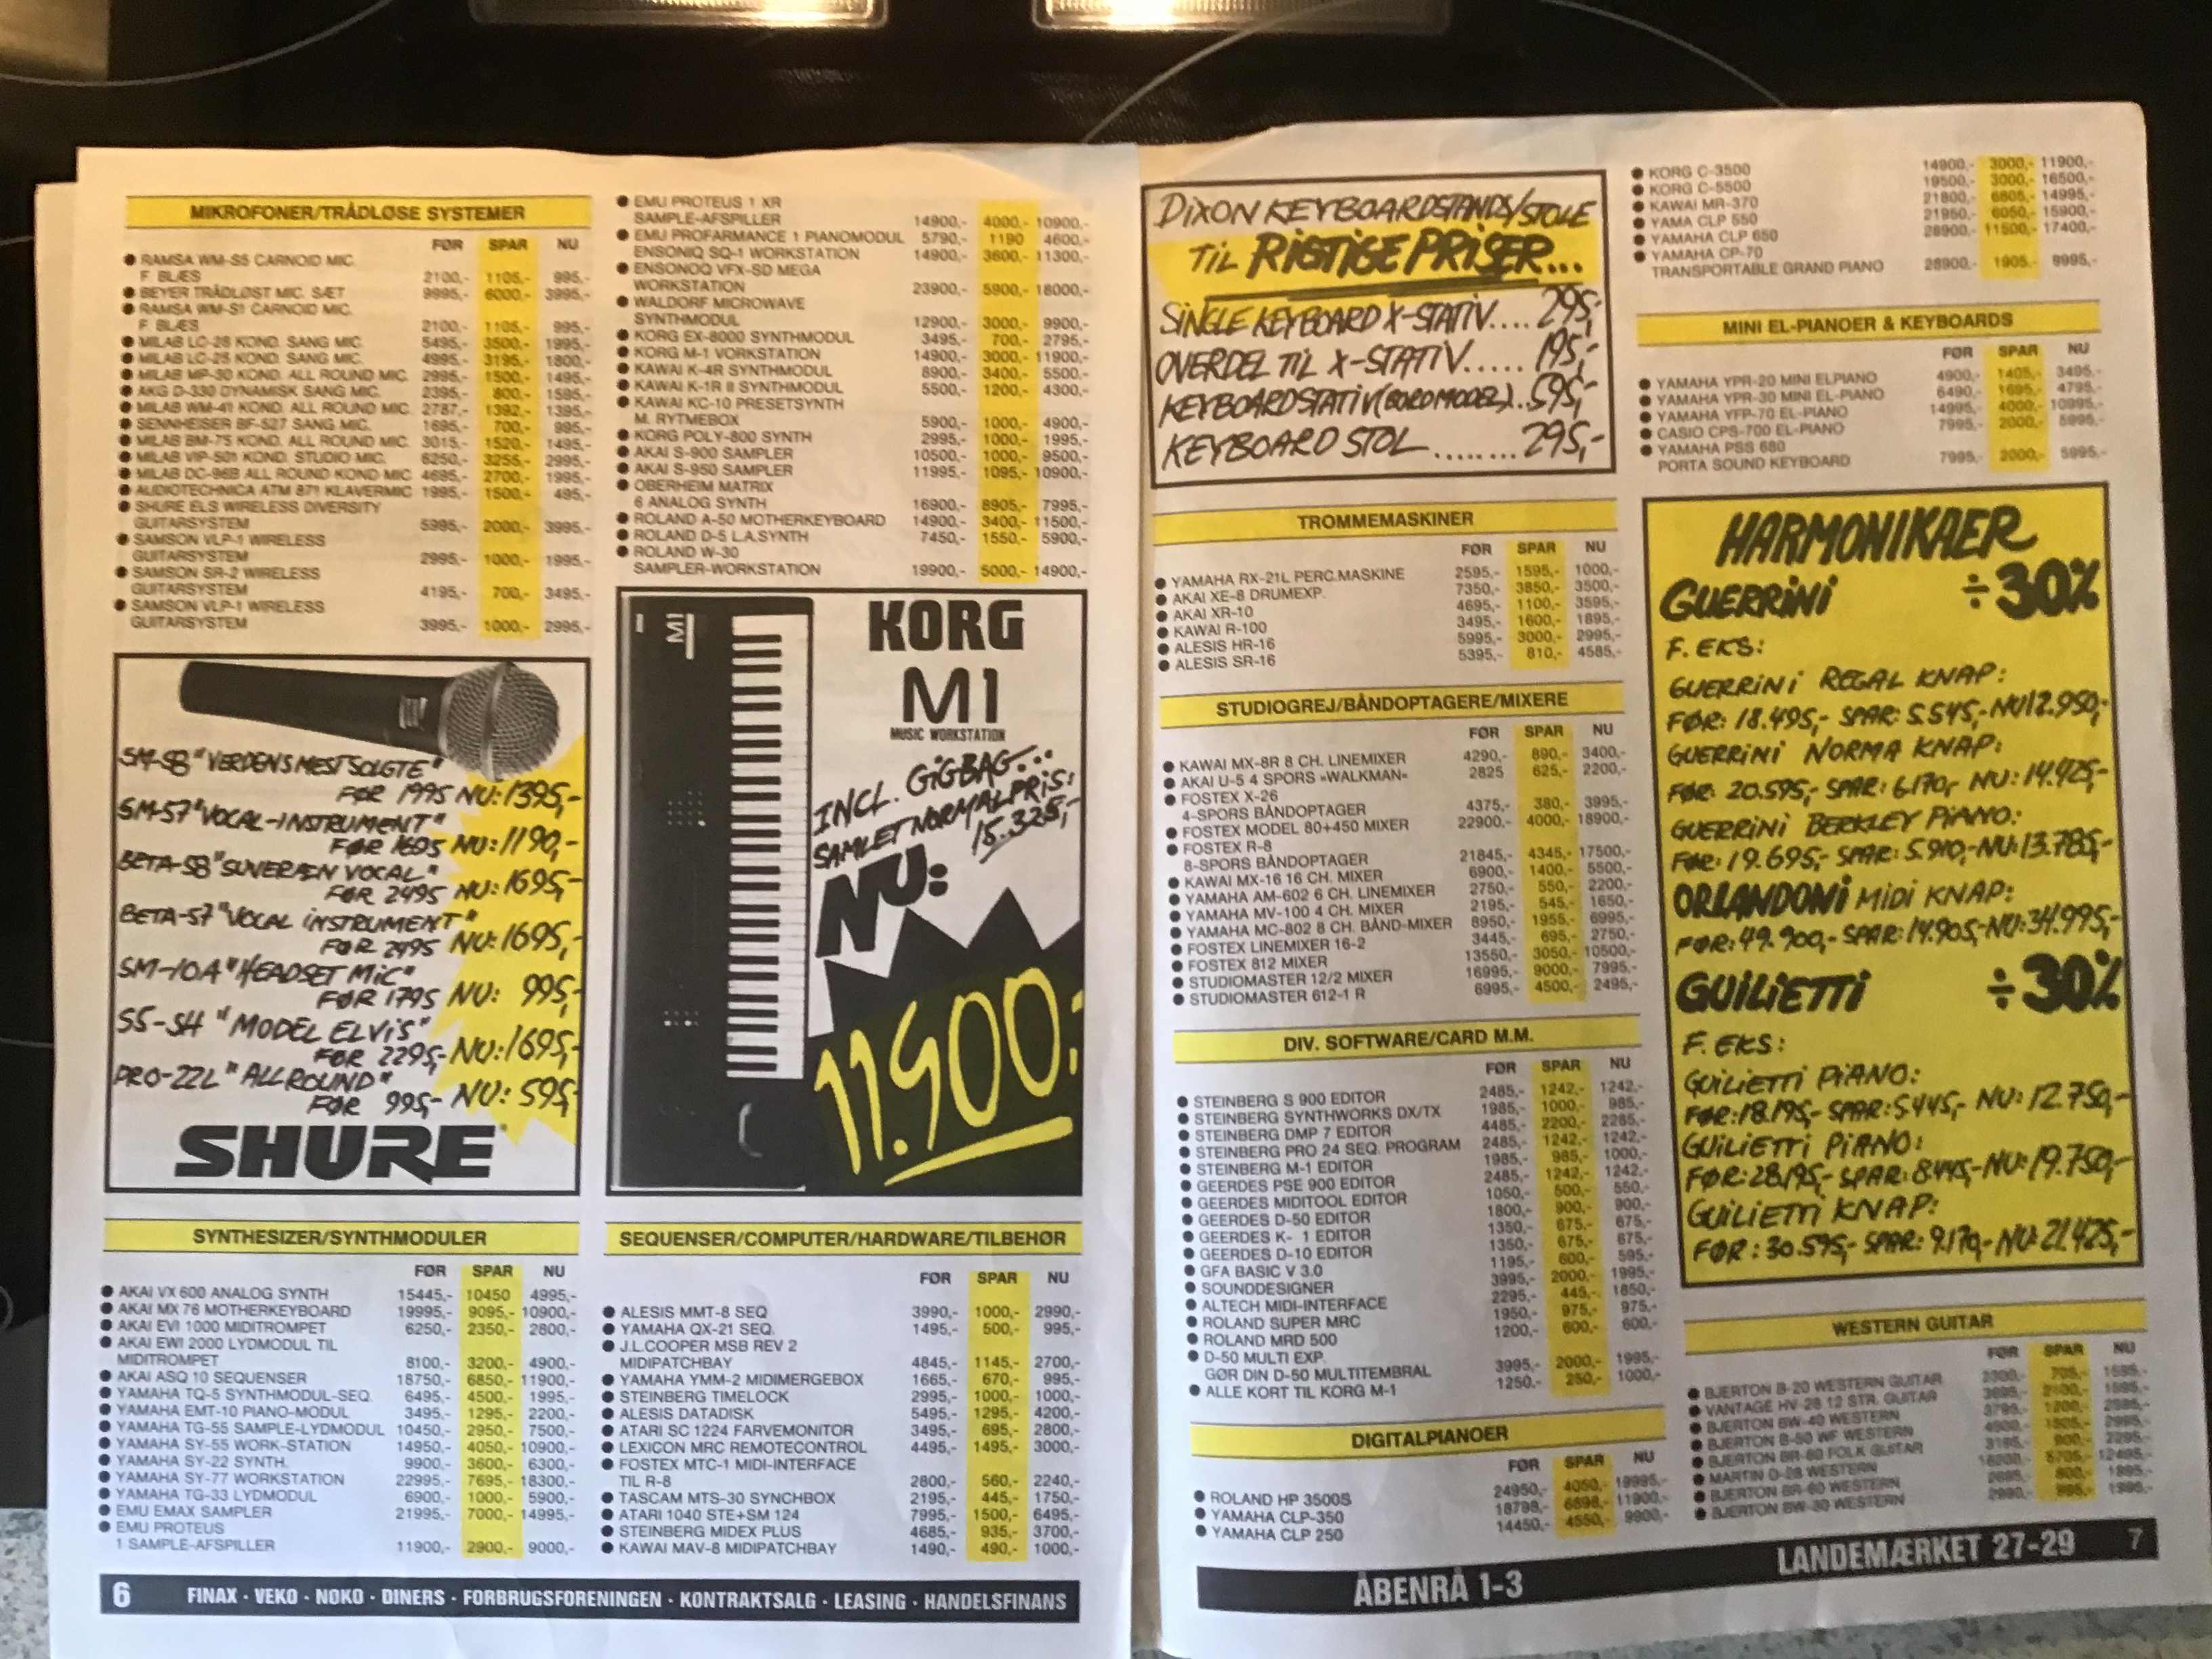 MIKROFONER/TRÅDLØSE SYSTEMER
FØR SPAR NU
RAMSA WM-S5 CARNOID MIC.
F. BLÆS 2100,- 1105,- 995,-
BEYER TRÅDLØST MIC. SÆT 9995,- 6000,- 3995,-
RAMSA WM-S1 CARNOID MIC.
F. BLÆS 2100,- 1105,- 995,-
MILAB LC-28 KOND. SANG MIC. 5495,- 3500,- 1995,-
MILAB LC-25 KOND. SANG MIC. 4995,- 3195,- 1800,-
MILAB MP-30 KOND. ALL ROUND MIC. 2995,- 1500,- 1495,-
AKG D-330 DYNAMISK SANG MIC. 2395,- 800,- 1595,-
MILAB WM-41 KOND. ALL ROUND MIC. 2787,- 1392,- 1395,-
SENNHEISER BF-527 SANG MIC. 1695,- 700,- 995,-
MILAB BM-75 KOND. ALL ROUND MIC. 3015,- 1520,- 1495,-
MILAB VIP-501 KOND. STUDIO MIC. 6250,- 3255,- 2995,-
MILAB DC-96B ALL ROUND KOND MIC 4695,- 2700,- 1995,-
AUDIOTECHNICA ATM 871 KLAVERMIC 1995,- 1500,- 495,-
SHURE ELS WIRELESS DIVERSITY
GUITARSYSTEM 5995,- 2000,- 3995,-
SAMSON VLP-1 WIRELESS
GUITARSYSTEM 2995,- 1000,- 1995,-
SAMSON SR-2 WIRELESS
GUITARSYSTEM 4195,- 700,- 3495,-
SAMSON VLP-1 WIRELESS
GUITARSYSTEM 3995,- 1000,- 2995,-
SM-58 "VERDENS MEST SOLGTE"
FØR 1995 NU: 1395,-
SM-57 "VOCAL-INSTRUMENT"
FØR 1695 NU: 1190,-
BETA-58 "SUVERÆN VOCAL"
FØR 2495 NU: 1695,-
BETA-57 "VOCAL INSTRUMENT"
FØR 2495 NU: 1695,-
SM-10A "HEADSET MIC"
FØR 1795 NU: 995,-
55-SH "MODEL ELVIS"
FØR 2295,- NU: 1695,-
PRO-22L "ALLROUND"
FØR 995,- NU: 595,-
SHURE
SYNTHESIZER/SYNTHMODULER
FØR SPAR NU
AKAI VX 600 ANALOG SYNTH 15445,- 10450 4995,-
AKAI MX 76 MOTHERKEYBOARD 19995,- 9095,- 10900,-
AKAI EVI 1000 MIDITROMPET 6250,- 2350,- 2800,-
AKAI EWI 2000 LYDMODUL TIL
MIDITROMPET 8100,- 3200,- 4900,-
AKAI ASQ 10 SEQUENSER 18750,- 6850,- 11900,-
YAMAHA TQ-5 SYNTHMODUL-SEQ. 6495,- 4500,- 1995,-
YAMAHA EMT-10 PIANO-MODUL 3495,- 1295,- 2200,-
YAMAHA TG-55 SAMPLE-LYDMODUL 10450,- 2950,- 7500,-
YAMAHA SY-55 WORK-STATION 14950,- 4050,- 10900,-
YAMAHA SY-22 SYNTH. 9900,- 3600,- 6300,-
YAMAHA SY-77 WORKSTATION 22995,- 7695,- 18300,-
YAMAHA TG-33 LYDMODUL 6900,- 1000,- 5900,-
EMU EMAX SAMPLER 21995,- 7000,- 14995,-
EMU PROTEUS
1 SAMPLE-AFSPILLER 11900,- 2900,- 9000,-
EMU PROTEUS 1 XR
SAMPLE-AFSPILLER 14900,- 4000,- 10900,-
EMU PROFARMANCE 1 PIANOMODUL 5790,- 1190 4600,-
ENSONIQ SQ-1 WORKSTATION 14900,- 3600,- 11300,-
ENSONOQ VFX-SD MEGA
WORKSTATION 23900,- 5900,- 18000,-
WALDORF MICROWAVE
SYNTHMODUL 12900,- 3000,- 9900,-
KORG EX-8000 SYNTHMODUL 3495,- 700,- 2795,-
KORG M-1 VORKSTATION 14900,- 3000,- 11900,-
KAWAI K-4R SYNTHMODUL 8900,- 3400,- 5500,-
KAWAI K-1R II SYNTHMODUL 5500,- 1200,- 4300,-
KAWAI KC-10 PRESETSYNTH
M. RYTMEBOX 5900,- 1000,- 4900,-
KORG POLY-800 SYNTH 2995,- 1000,- 1995,-
AKAI S-900 SAMPLER 10500,- 1000,- 9500,-
AKAI S-950 SAMPLER 11995,- 1095,- 10900,-
OBERHEIM MATRIX
6 ANALOG SYNTH 16900,- 8905,- 7995,-
ROLAND A-50 MOTHERKEYBOARD 14900,- 3400,- 11500,-
ROLAND D-5 L.A.SYNTH 7450,- 1550,- 5900,-
ROLAND W-30
SAMPLER-WORKSTATION 19900,- 5000,- 14900,-
M1
KORG
M1
MUSIC WORKSTATION
INCL. GIGBAG...
SAMLET NORMALPRIS:
15.325,-
NU:
11.900,-
SEQUENSER/COMPUTER/HARDWARE/TILBEHØR
FØR SPAR NU
ALESIS MMT-8 SEQ 3990,- 1000,- 2990,-
YAMAHA QX-21 SEQ. 1495,- 500,- 995,-
J.L.COOPER MSB REV 2
MIDIPATCHBAY 4845,- 1145,- 2700,-
YAMAHA YMM-2 MIDIMERGEBOX 1665,- 670,- 995,-
STEINBERG TIMELOCK 2995,- 1000,- 1000,-
ALESIS DATADISK 5495,- 1295,- 4200,-
ATARI SC 1224 FARVEMONITOR 3495,- 695,- 2800,-
LEXICON MRC REMOTECONTROL 4495,- 1495,- 3000,-
FOSTEX MTC-1 MIDI-INTERFACE
TIL R-8 2800,- 560,- 2240,-
TASCAM MTS-30 SYNCHBOX 2195,- 445,- 1750,-
ATARI 1040 STE+SM 124 7995,- 1500,- 6495,-
STEINBERG MIDEX PLUS 4685,- 935,- 3700,-
KAWAI MAV-8 MIDIPATCHBAY 1490,- 490,- 1000,-
6 FINAX · VEKO · NØKO · DINERS · FORBRUGSFORENINGEN · KONTRAKTSALG · LEASING · HANDELSFINANS
DIXON KEYBOARDSTANDS/STOLE
TIL RIGTIGE PRISER...
SINGLE KEYBOARD X-STATIV.... 295,-
OVERDEL TIL X-STATIV...... 195,-
KEYBOARDSTATIV (BORDMODEL).. 595,-
KEYBOARD STOL ........ 295,-
TROMMEMASKINER
FØR SPAR NU
YAMAHA RX-21L PERC.MASKINE 2595,- 1595,- 1000,-
AKAI XE-8 DRUMEXP. 7350,- 3850,- 3500,-
AKAI XR-10 4695,- 1100,- 3595,-
KAWAI R-100 3495,- 1600,- 1895,-
ALESIS HR-16 5995,- 3000,- 2995,-
ALESIS SR-16 5395,- 810,- 4585,-
STUDIOGREJ/BÅNDOPTAGERE/MIXERE
FØR SPAR NU
KAWAI MX-8R 8 CH. LINEMIXER 4290,- 890,- 3400,-
AKAI U-5 4 SPORS »WALKMAN« 2825 625,- 2200,-
FOSTEX X-26
4-SPORS BÅNDOPTAGER 4375,- 380,- 3995,-
FOSTEX MODEL 80+450 MIXER 22900,- 4000,- 18900,-
FOSTEX R-8
8-SPORS BÅNDOPTAGER 21845,- 4345,- 17500,-
KAWAI MX-16 16 CH. MIXER 6900,- 1400,- 5500,-
YAMAHA AM-602 6 CH. LINEMIXER 2750,- 550,- 2200,-
YAMAHA MV-100 4 CH. MIXER 2195,- 545,- 1650,-
YAMAHA MC-802 8 CH. BÅND-MIXER 8950,- 1955,- 6995,-
FOSTEX LINEMIXER 16-2 3445,- 695,- 2750,-
FOSTEX 812 MIXER 13550,- 3050,- 10500,-
STUDIOMASTER 12/2 MIXER 16995,- 9000,- 7995,-
STUDIOMASTER 612-1 R 6995,- 4500,- 2495,-
DIV. SOFTWARE/CARD M.M.
FØR SPAR NU
STEINBERG S 900 EDITOR 2485,- 1242,- 1242,-
STEINBERG SYNTHWORKS DX/TX 1985,- 1000,- 985,-
STEINBERG DMP 7 EDITOR 4485,- 2200,- 2285,-
STEINBERG PRO 24 SEQ. PROGRAM 2485,- 1242,- 1242,-
STEINBERG M-1 EDITOR 1985,- 985,- 1000,-
GEERDES PSE 900 EDITOR 2485,- 1242,- 1242,-
GEERDES MIDITOOL EDITOR 1050,- 500,- 550,-
GEERDES D-50 EDITOR 1800,- 900,- 900,-
GEERDES K- 1 EDITOR 1350,- 675,- 675,-
GEERDES D-10 EDITOR 1350,- 675,- 675,-
GFA BASIC V 3.0 1195,- 600,- 595,-
SOUNDDESIGNER 3995,- 2000,- 1995,-
ALTECH MIDI-INTERFACE 2295,- 445,- 1850,-
ROLAND SUPER MRC 1950,- 975,- 975,-
ROLAND MRD 500 1200,- 600,- 600,-
D-50 MULTI EXP.
GØR DIN D-50 MULTITEMBRAL 3995,- 2000,- 1995,-
ALLE KORT TIL KORG M-1 1250,- 250,- 1000,-
DIGITALPIANOER
FØR SPAR NU
ROLAND HP 3500S 24950,- 4050,- 19995,-
YAMAHA CLP-350 18798,- 6898,- 11900,-
YAMAHA CLP 250 14450,- 4550,- 9900,-
KORG C-3500 14900,- 3000,- 11900,-
KORG C-5500 19500,- 3000,- 16500,-
KAWAI MR-370 21800,- 6805,- 14995,-
YAMA CLP 550 21950,- 6050,- 15900,-
YAMAHA CLP 650 28900,- 11500,- 17400,-
YAMAHA CP-70
TRANSPORTABLE GRAND PIANO 28900,- 1905,- 9995,-
MINI EL-PIANOER & KEYBOARDS
FØR SPAR NU
YAMAHA YPR-20 MINI ELPIANO 4900,- 1405,- 3495,-
YAMAHA YPR-30 MINI EL-PIANO 6490,- 1695,- 4795,-
YAMAHA YFP-70 EL-PIANO 14995,- 4000,- 10995,-
CASIO CPS-700 EL-PIANO 7995,- 2000,- 5995,-
YAMAHA PSS 680
PORTA SOUND KEYBOARD 7995,- 2000,- 5995,-
HARMONIKAER
GUERRINI ÷30%
F. EKS:
GUERRINI REGAL KNAP:
FØR: 18.495,- SPAR: 5.545,- NU 12.950,-
GUERRINI NORMA KNAP:
FØR: 20.595,- SPAR: 6.170,- NU: 14.425,-
GUERRINI BERKLEY PIANO:
FØR: 19.695,- SPAR: 5.910,- NU: 13.785,-
ORLANDONI MIDI KNAP:
FØR: 49.900,- SPAR: 14.905,- NU: 34.995,-
GUILIETTI ÷30%
F. EKS:
GUILIETTI PIANO:
FØR: 18.195,- SPAR: 5.445,- NU: 12.750,-
GUILIETTI PIANO:
FØR: 28.195,- SPAR: 8.445,- NU: 19.750,-
GUILIETTI KNAP:
FØR: 30.595,- SPAR: 9.170,- NU: 21.425,-
WESTERN GUITAR
FØR SPAR NU
BJERTON B-20 WESTERN GUITAR 2300,- 705,- 1595,-
VANTAGE HV-28 12 STR. GUITAR
BJERTON BW-40 WESTERN
BJERTON B-50 WF WESTERN
BJERTON BR-80 FOLK GUITAR
MARTIN D-28 WESTERN
BJERTON BR-60 WESTERN
BJERTON BW-30 WESTERN
ÅBENRÅ 1-3 LANDEMÆRKET 27-29 7